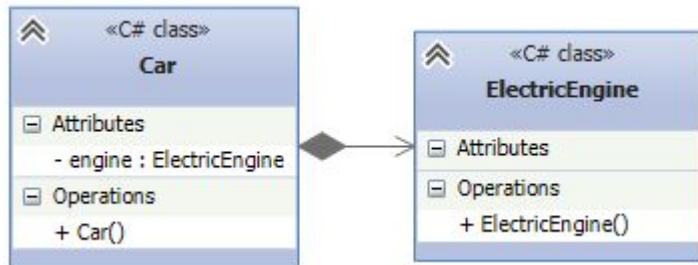 «C# class»
Car
Attributes
- engine : ElectricEngine
Operations
+ Car()
«C# class»
ElectricEngine
Attributes
Operations
+ ElectricEngine()